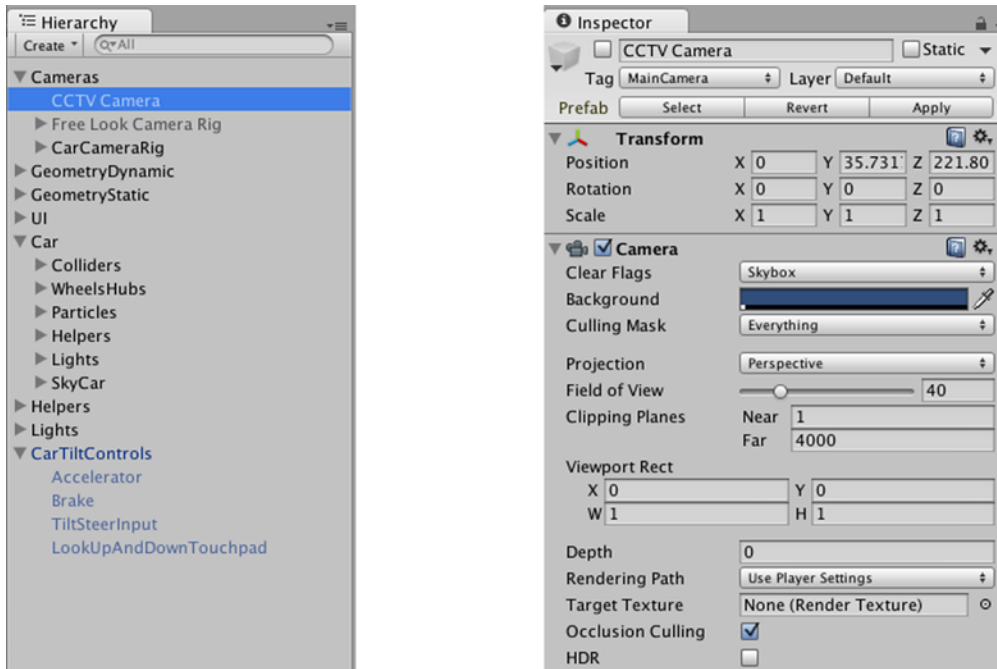 Hierarchy
Create
All
Cameras
CCTV Camera
Free Look Camera Rig
CarCameraRig
GeometryDynamic
GeometryStatic
UI
Car
Colliders
WheelsHubs
Particles
Helpers
Lights
SkyCar
Helpers
Lights
CarTiltControls
Accelerator
Brake
TiltSteerInput
LookUpAndDownTouchpad
Inspector
CCTV Camera Static
Tag MainCamera Layer Default
Prefab Select Revert Apply
Transform
Position X 0 Y 35.731 Z 221.80
Rotation X 0 Y 0 Z 0
Scale X 1 Y 1 Z 1
Camera
Clear Flags Skybox
Background
Culling Mask Everything
Projection Perspective
Field of View 40
Clipping Planes Near 1
Far 4000
Viewport Rect
X 0 Y 0
W 1 H 1
Depth 0
Rendering Path Use Player Settings
Target Texture None (Render Texture)
Occlusion Culling
HDR